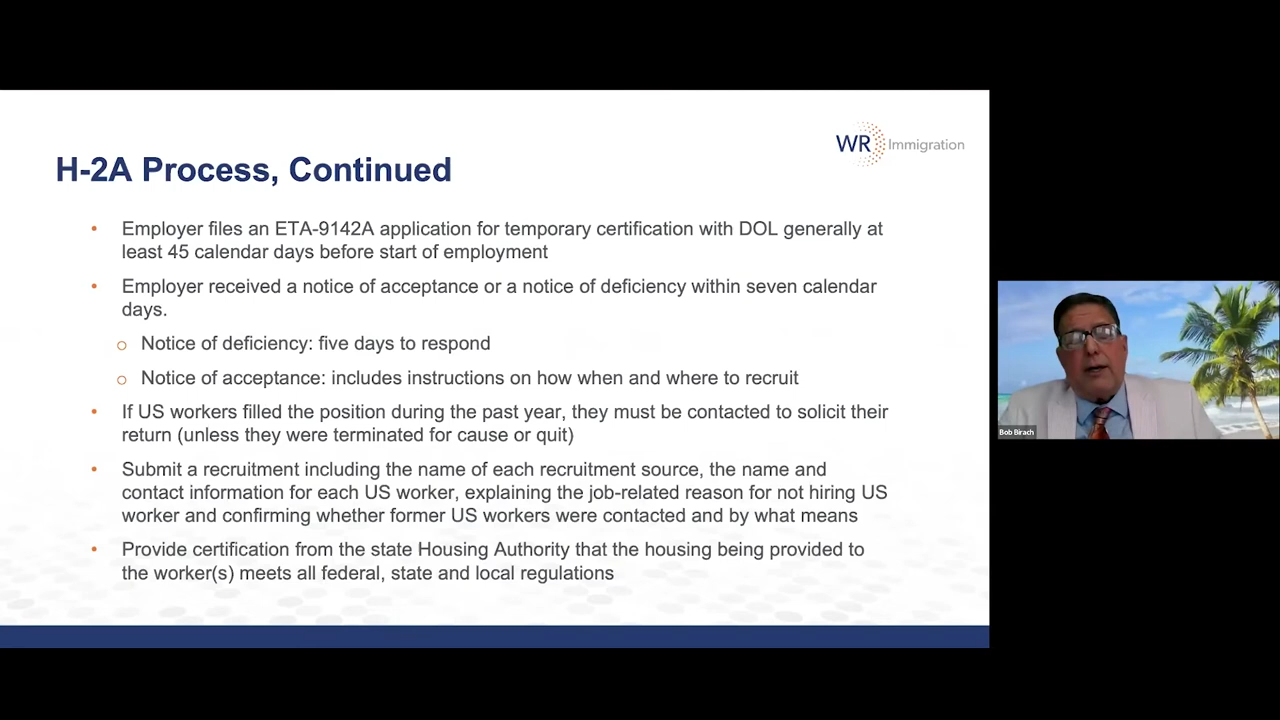 WR Immigration
H-2A Process, Continued
• Employer files an ETA-9142A application for temporary certification with DOL generally at
least 45 calendar days before start of employment
• Employer received a notice of acceptance or a notice of deficiency within seven calendar
days.
o Notice of deficiency: five days to respond
o Notice of acceptance: includes instructions on how when and where to recruit
• If US workers filled the position during the past year, they must be contacted to solicit their
return (unless they were terminated for cause or quit)
• Submit a recruitment including the name of each recruitment source, the name and
contact information for each US worker, explaining the job-related reason for not hiring US
worker and confirming whether former US workers were contacted and by what means
• Provide certification from the state Housing Authority that the housing being provided to
the worker(s) meets all federal, state and local regulations
Bob Birach